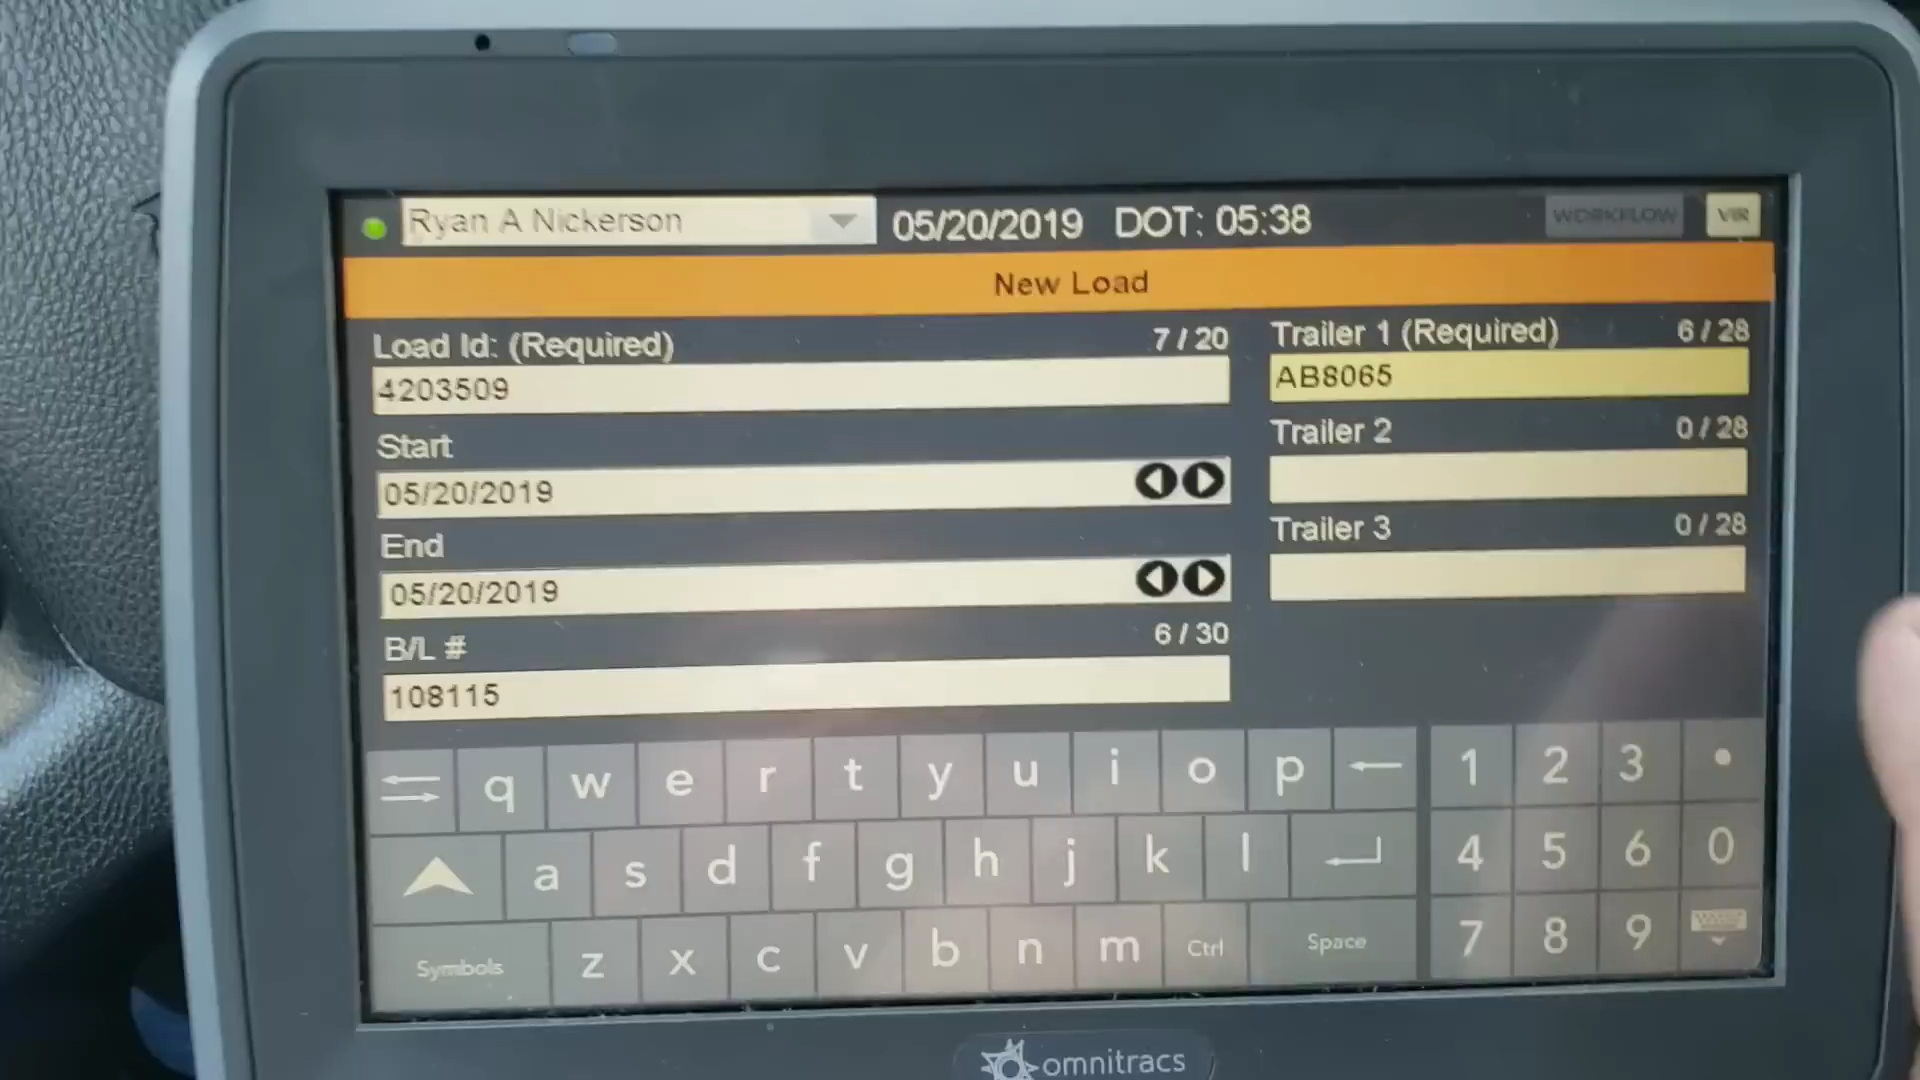 Ryan A Nickerson 05/20/2019 DOT: 05:38 WORKFLOW VIR
New Load
Load Id: (Required) 7 / 20
4203509
Start
05/20/2019
End
05/20/2019
B/L # 6 / 30
108115
Trailer 1 (Required) 6 / 28
AB8065
Trailer 2 0 / 28
Trailer 3 0 / 28
q w e r t y u i o p 1 2 3 .
a s d f g h j k l 4 5 6 0
Symbols z x c v b n m Ctrl Space 7 8 9
omnitracs